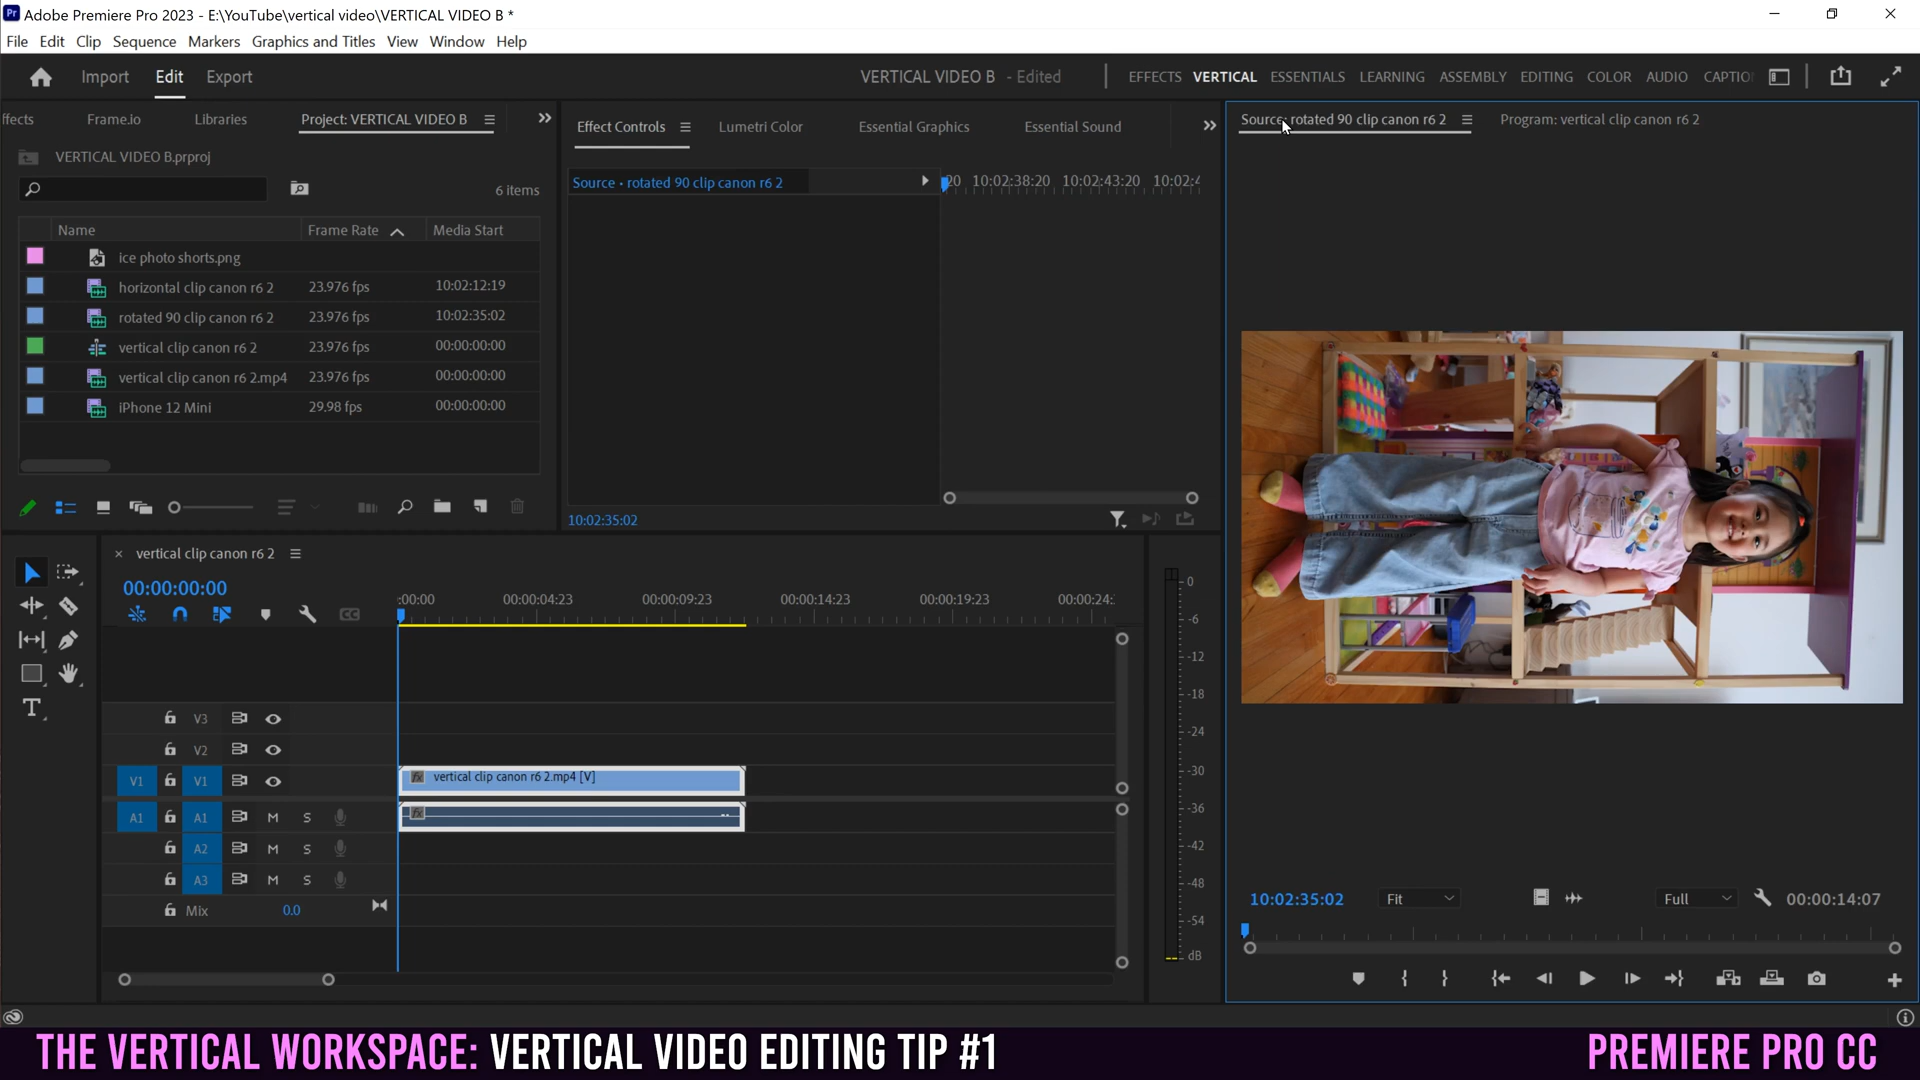 Pr Adobe Premiere Pro 2023 - E:\YouTube\vertical video\VERTICAL VIDEO B *
File Edit Clip Sequence Markers Graphics and Titles View Window Help
Import Edit Export VERTICAL VIDEO B - Edited EFFECTS VERTICAL ESSENTIALS LEARNING ASSEMBLY EDITING COLOR AUDIO CAPTIO
ffects Frame.io Libraries Project: VERTICAL VIDEO B
VERTICAL VIDEO B.prproj
6 items
Name Frame Rate Media Start
ice photo shorts.png
horizontal clip canon r6 2 23.976 fps 10:02:12:19
rotated 90 clip canon r6 2 23.976 fps 10:02:35:02
vertical clip canon r6 2 23.976 fps 00:00:00:00
vertical clip canon r6 2.mp4 23.976 fps 00:00:00:00
iPhone 12 Mini 29.98 fps 00:00:00:00
Effect Controls Lumetri Color Essential Graphics Essential Sound
Source • rotated 90 clip canon r6 2 20 10:02:38:20 10:02:43:20 10:02:4
10:02:35:02
Source: rotated 90 clip canon r6 2 Program: vertical clip canon r6 2
10:02:35:02 Fit Full 00:00:14:07
× vertical clip canon r6 2
00:00:00:00
:00:00 00:00:04:23 00:00:09:23 00:00:14:23 00:00:19:23 00:00:24:
CC
T
V3
V2
V1 V1 fx vertical clip canon r6 2.mp4 [V]
A1 A1 M S fx
A2 M S
A3 M S
Mix 0.0
0
-6
-12
-18
-24
-30
-36
-42
-48
-54
dB
THE VERTICAL WORKSPACE: VERTICAL VIDEO EDITING TIP #1
PREMIERE PRO CC